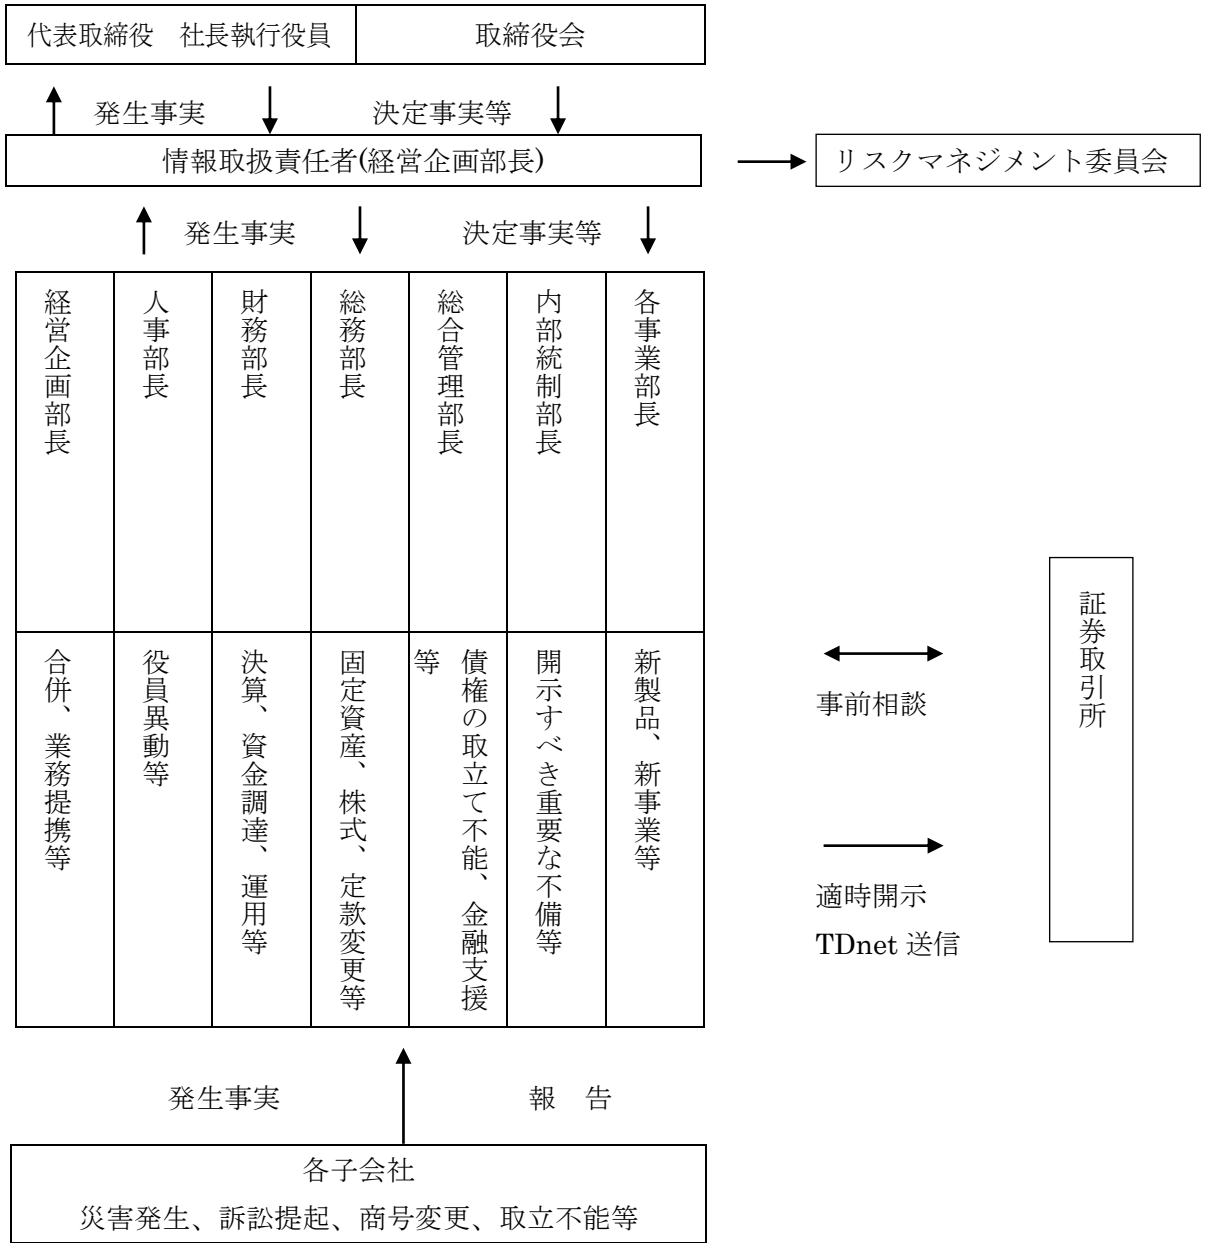 代表取締役　社長執行役員
取締役会
発生事実
決定事実等
情報取扱責任者(経営企画部長)
リスクマネジメント委員会
発生事実
決定事実等
経営企画部長
人事部長
財務部長
総務部長
総合管理部長
内部統制部長
各事業部長
合併、業務提携等
役員異動等
決算、資金調達、運用等
固定資産、株式、定款変更等
債権の取立て不能、金融支援
等
開示すべき重要な不備等
新製品、新事業等
事前相談
適時開示
TDnet 送信
証券取引所
発生事実
報　告
各子会社
災害発生、訴訟提起、商号変更、取立不能等